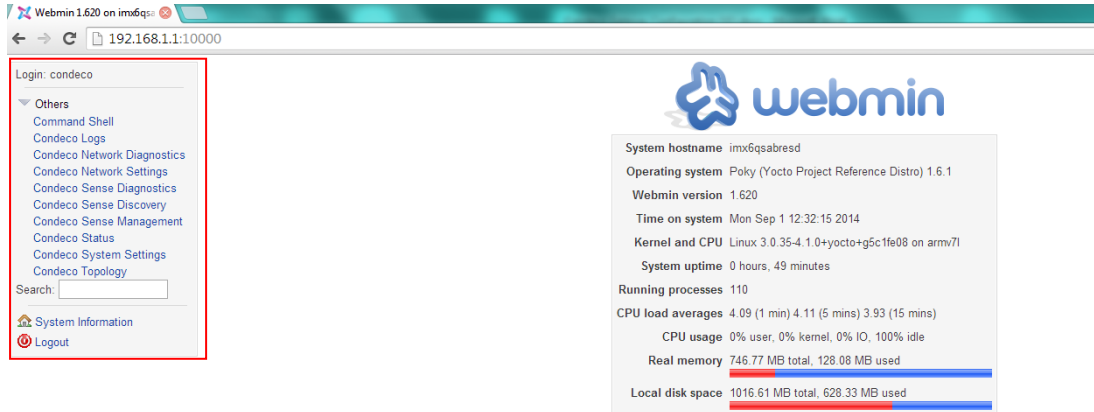 Webmin 1.620 on imx6qsa
192.168.1.1:10000
Login: condeco
Others
Command Shell
Condeco Logs
Condeco Network Diagnostics
Condeco Network Settings
Condeco Sense Diagnostics
Condeco Sense Discovery
Condeco Sense Management
Condeco Status
Condeco System Settings
Condeco Topology
Search:
System Information
Logout
webmin
System hostname imx6qsabresd
Operating system Poky (Yocto Project Reference Distro) 1.6.1
Webmin version 1.620
Time on system Mon Sep 1 12:32:15 2014
Kernel and CPU Linux 3.0.35-4.1.0+yocto+g5c1fe08 on armv7l
System uptime 0 hours, 49 minutes
Running processes 110
CPU load averages 4.09 (1 min) 4.11 (5 mins) 3.93 (15 mins)
CPU usage 0% user, 0% kernel, 0% IO, 100% idle
Real memory 746.77 MB total, 128.08 MB used
Local disk space 1016.61 MB total, 628.33 MB used